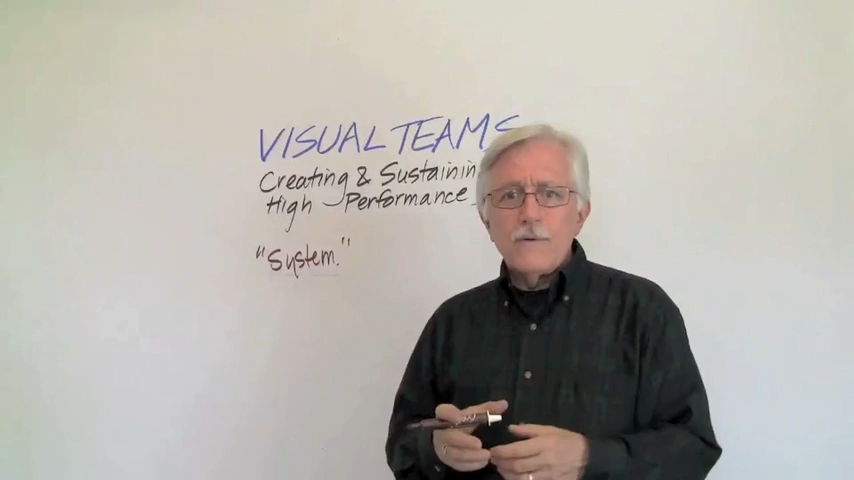 VISUAL TEAMS
Creating & Sustainin
High Performance
"System."